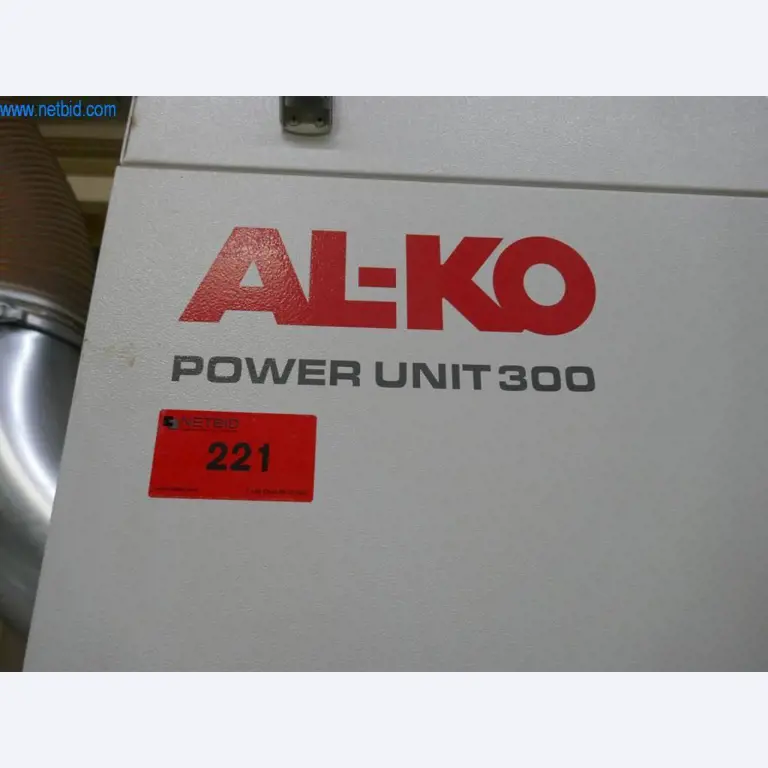 www.netbid.com
AL-KO
POWER UNIT 300
NETBID
221